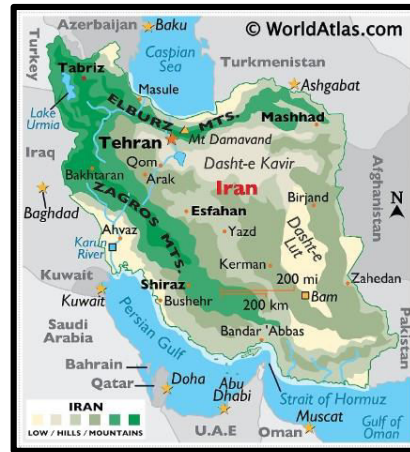 Azerbaijan
Baku
© WorldAtlas.com
Turkey
Caspian
Sea
Turkmenistan
Tabriz
Masule
Ashgabat
Lake
Urmia
ELBURZ MTS.
Mashhad
Tehran
Mt Damavand
Iraq
Qom
Dasht-e Kavir
Bakhtaran
Arak
Iran
Afghanistan
Baghdad
ZAGROS MTS.
Esfahan
Birjand
N
Ahvaz
Yazd
Dasht-e
Lut
Karun
River
Kerman
Kuwait
200 mi
Zahedan
Kuwait
Shiraz
200 km
Bam
Pakistan
Saudi
Arabia
Persian Gulf
Bushehr
Bandar 'Abbas
Bahrain
Qatar
Doha
Abu
Dhabi
Strait of Hormuz
Muscat
IRAN
LOW / HILLS / MOUNTAINS
U.A.E
Oman
Gulf of
Oman